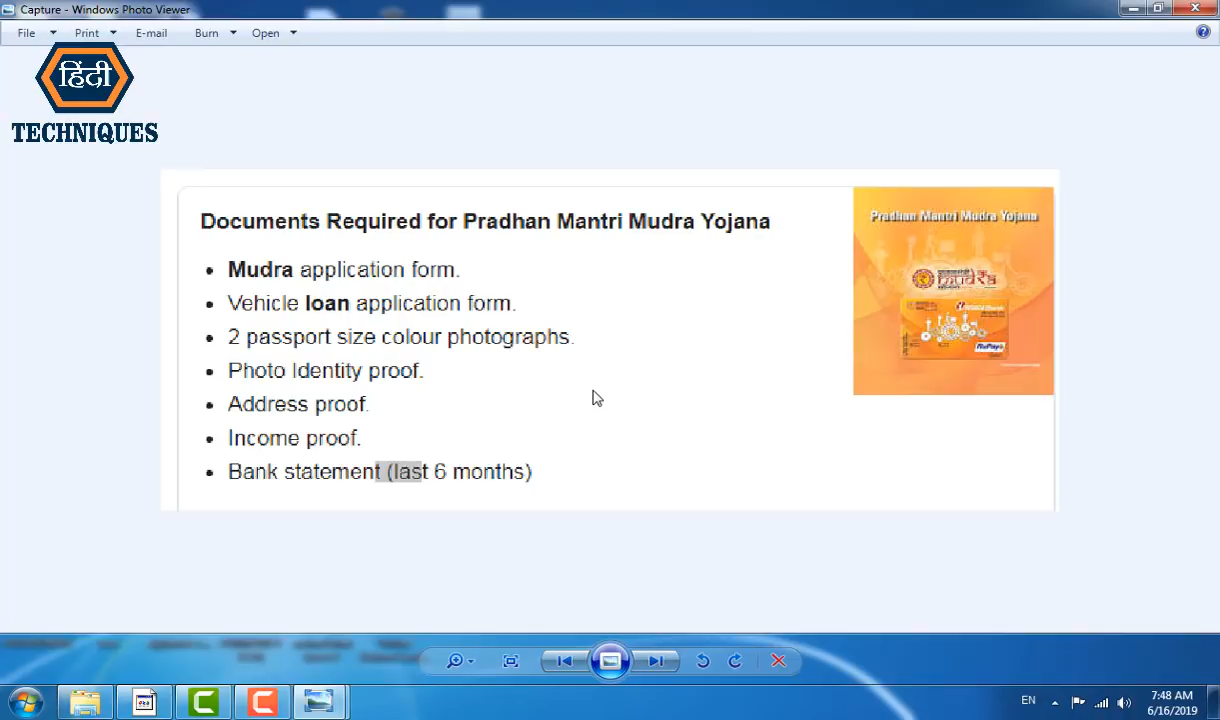 Capture - Windows Photo Viewer
File Print E-mail Burn Open
हिंदी
TECHNIQUES
Documents Required for Pradhan Mantri Mudra Yojana
Pradhan Mantri Mudra Yojana
• Mudra application form.
• Vehicle loan application form.
• 2 passport size colour photographs.
• Photo Identity proof.
• Address proof.
• Income proof.
• Bank statement (last 6 months)
RuPay
EN
7:48 AM
6/16/2019